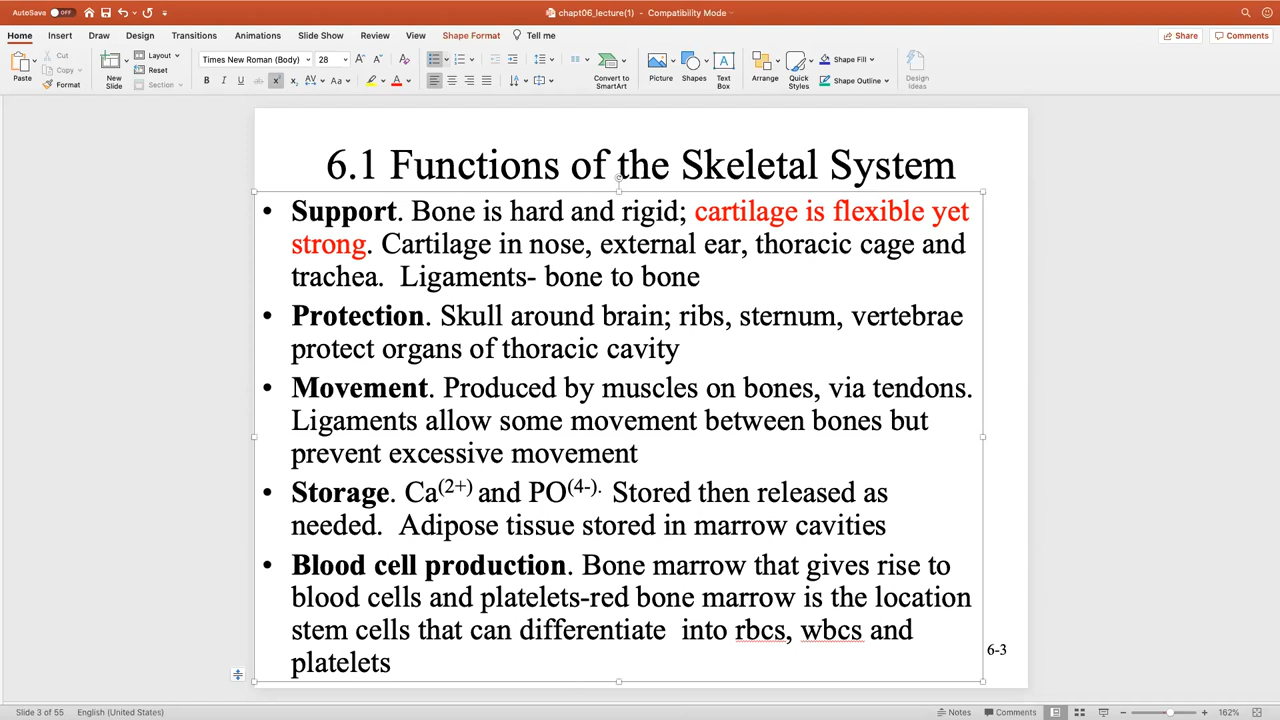 AutoSave OFF
chapt06_lecture(1) - Compatibility Mode
Home Insert Draw Design Transitions Animations Slide Show Review View Shape Format Tell me Share Comments
Paste
Cut
Copy
Format
New Slide
Layout
Reset
Section
Times New Roman (Body) 28
Convert to SmartArt
Picture
Shapes
Text Box
Arrange
Quick Styles
Shape Fill
Shape Outline
Design Ideas
6.1 Functions of the Skeletal System
• Support. Bone is hard and rigid; cartilage is flexible yet
strong. Cartilage in nose, external ear, thoracic cage and
trachea.  Ligaments- bone to bone
• Protection. Skull around brain; ribs, sternum, vertebrae
protect organs of thoracic cavity
• Movement. Produced by muscles on bones, via tendons.
Ligaments allow some movement between bones but
prevent excessive movement
• Storage. Ca(2+) and PO(4-). Stored then released as
needed.  Adipose tissue stored in marrow cavities
• Blood cell production. Bone marrow that gives rise to
blood cells and platelets-red bone marrow is the location
stem cells that can differentiate  into rbcs, wbcs and
platelets
6-3
Slide 3 of 55 English (United States) Notes Comments 162%